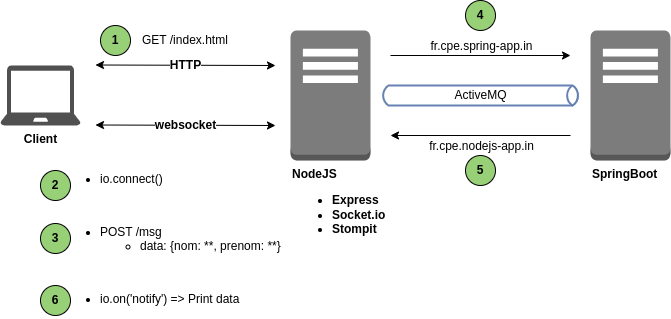 1
GET /index.html
HTTP
4
fr.cpe.spring-app.in
ActiveMQ
Client
websocket
fr.cpe.nodejs-app.in
5
NodeJS
SpringBoot
Express
Socket.io
Stompit
2
io.connect()
3
POST /msg
data: {nom: **, prenom: **}
6
io.on('notify') => Print data